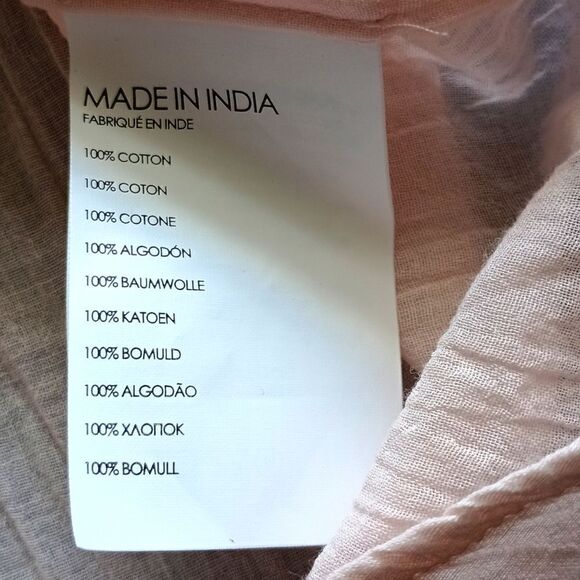 MADE IN INDIA
FABRIQUÉ EN INDE
100% COTTON
100% COTON
100% COTONE
100% ALGODÓN
100% BAUMWOLLE
100% KATOEN
100% BOMULD
100% ALGODÃO
100% ХЛОПОК
100% BOMULL